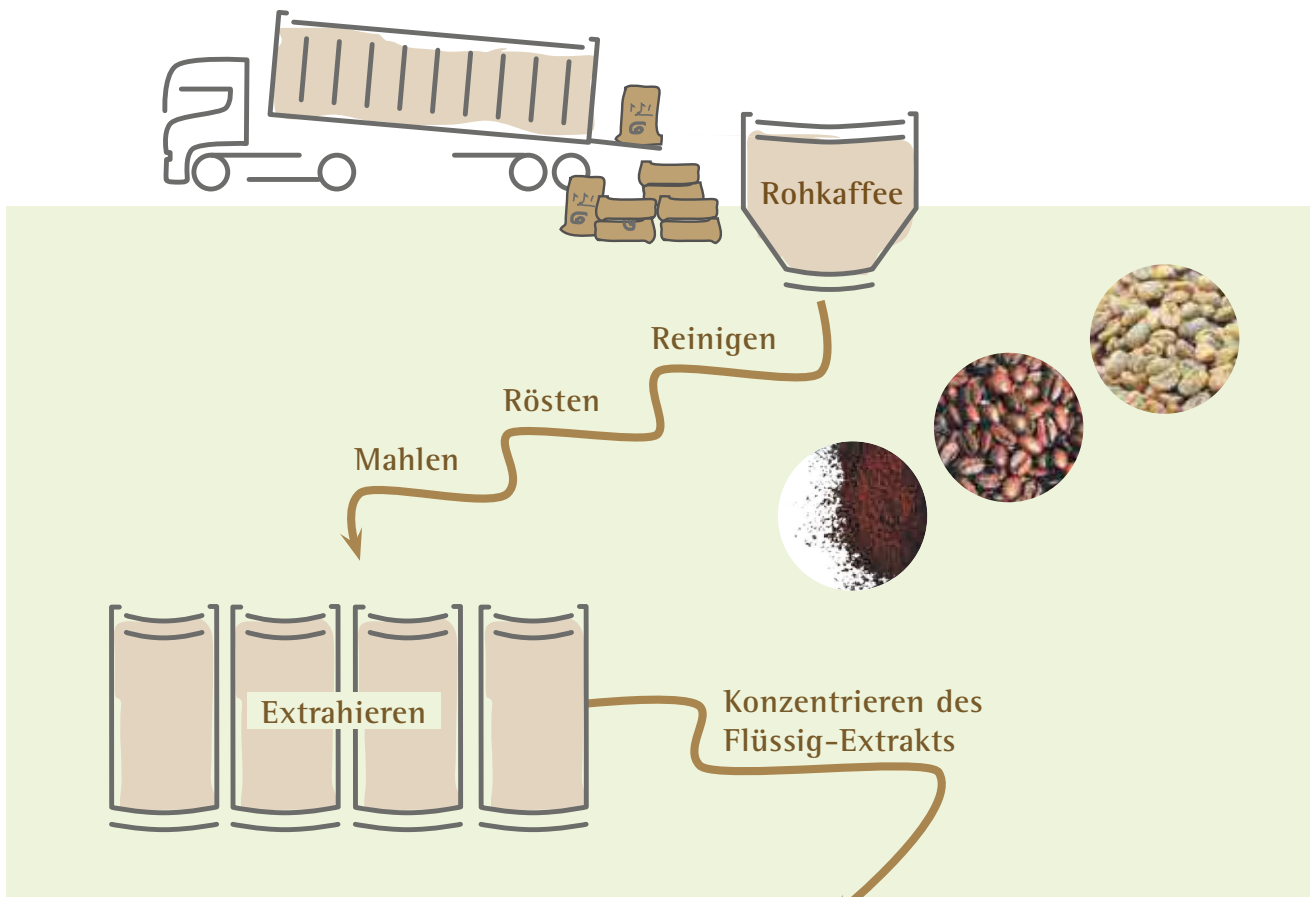 Rohkaffee
Reinigen
Rösten
Mahlen
Extrahieren
Konzentrieren des
Flüssig-Extrakts